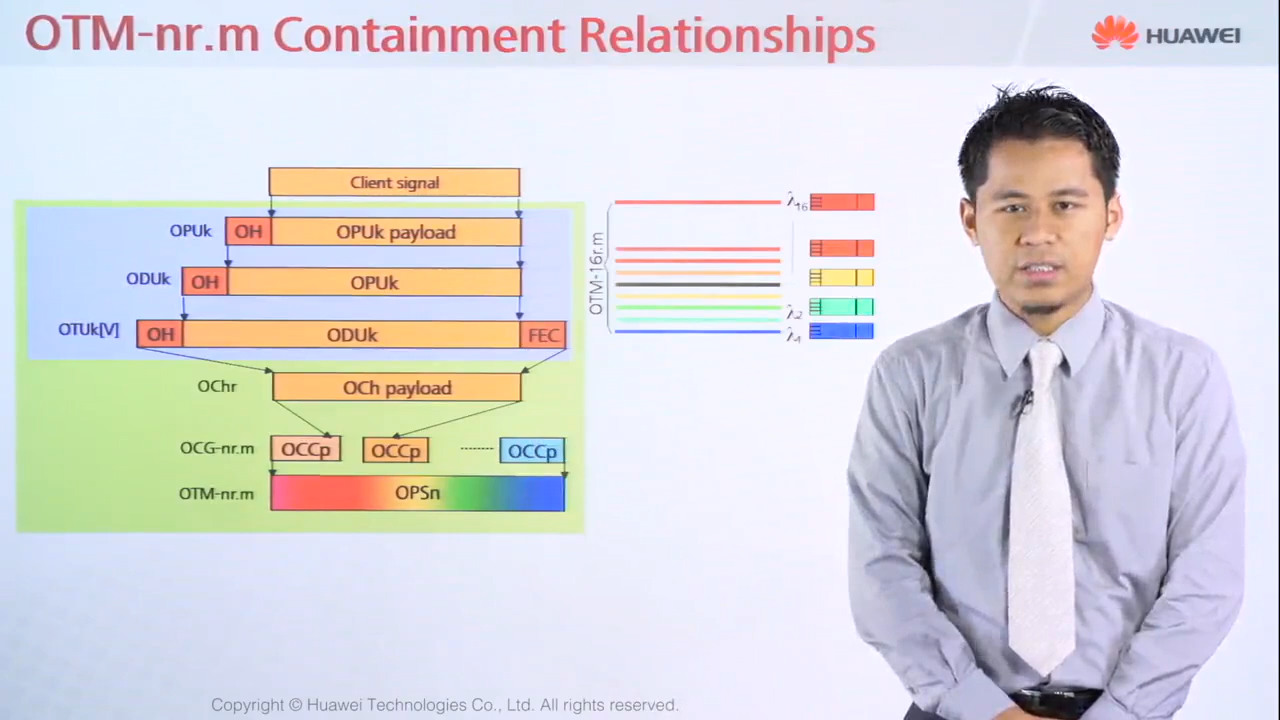 OTM-nr.m Containment Relationships
HUAWEI
Client signal
OPUk OH OPUk payload
ODUk OH OPUk
OTUk[V] OH ODUk FEC
OChr OCh payload
OCG-nr.m OCCp OCCp OCCp
OTM-nr.m OPSn
OTM-16r.m
λ16
λ2
λ1
Copyright © Huawei Technologies Co., Ltd. All rights reserved.